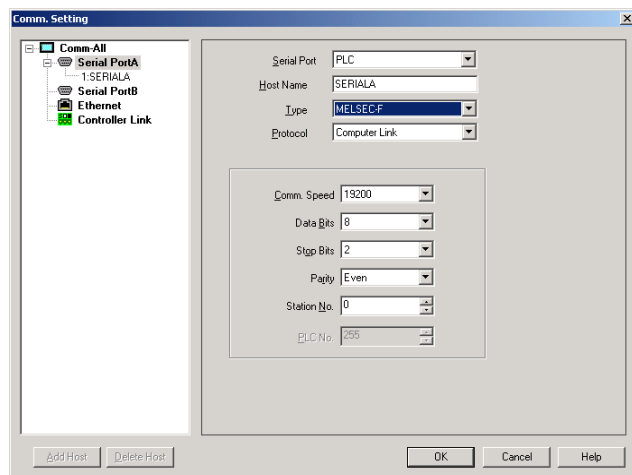 Comm. Setting
Comm-All
Serial PortA
1:SERIALA
Serial PortB
Ethernet
Controller Link
Serial Port PLC
Host Name SERIALA
Type MELSEC-F
Protocol Computer Link
Comm. Speed 19200
Data Bits 8
Stop Bits 2
Parity Even
Station No. 0
PLC No. 255
Add Host Delete Host OK Cancel Help